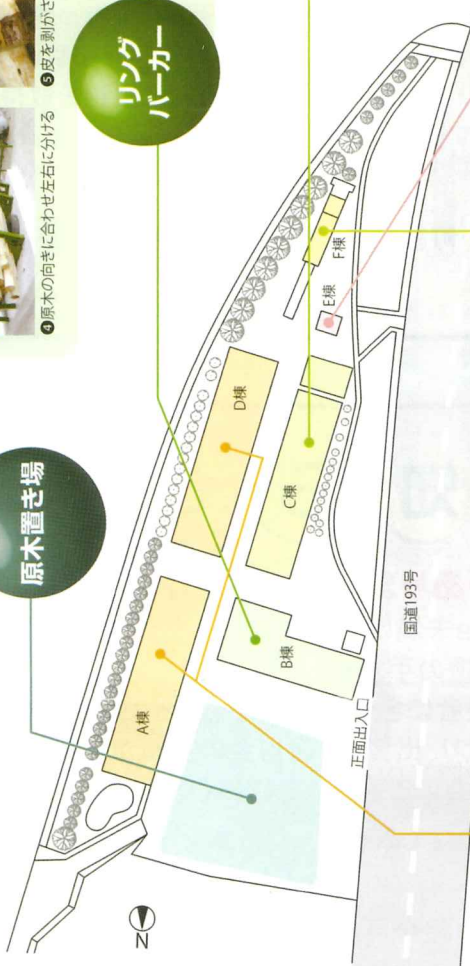 ❺皮を剥がさ
❹原木の向きに合わせ左右に分ける
リング
バーカー
原木置き場
A棟
B棟
C棟
D棟
E棟
F棟
正面出入口
国道193号
N